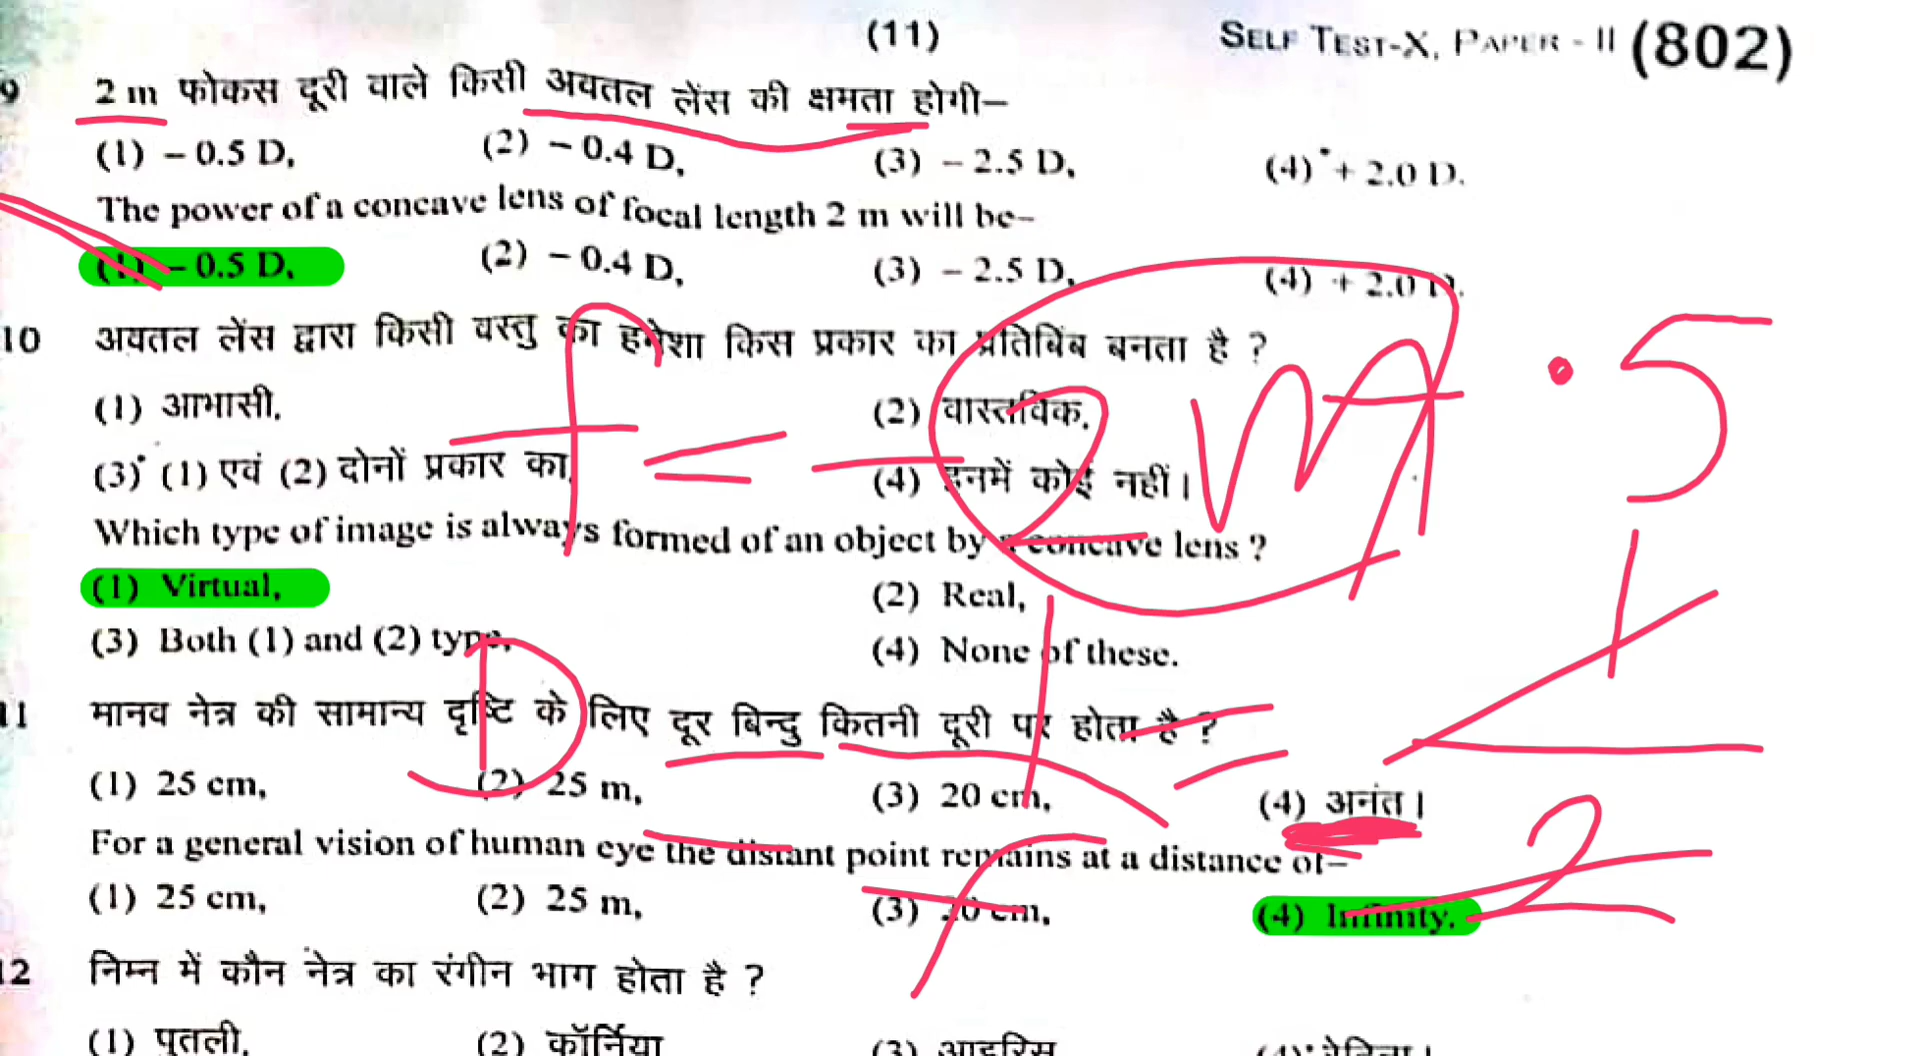 (11) SELF TEST-X, PAPER - II (802)
9 2 m फोकस दूरी वाले किसी अवतल लेंस की क्षमता होगी–
(1) – 0.5 D, (2) – 0.4 D, (3) – 2.5 D, (4) + 2.0 D.
The power of a concave lens of focal length 2 m will be–
(1) – 0.5 D, (2) – 0.4 D, (3) – 2.5 D, (4) + 2.0 D.
10 अवतल लेंस द्वारा किसी वस्तु का हमेशा किस प्रकार का प्रतिबिंब बनता है ?
(1) आभासी, (2) वास्तविक,
(3) (1) एवं (2) दोनों प्रकार का, (4) इनमें कोई नहीं।
Which type of image is always formed of an object by a concave lens ?
(1) Virtual, (2) Real,
(3) Both (1) and (2) type, (4) None of these.
11 मानव नेत्र की सामान्य दृष्टि के लिए दूर बिन्दु कितनी दूरी पर होता है ?
(1) 25 cm, (2) 25 m, (3) 20 cm, (4) अनंत।
For a general vision of human eye the distant point remains at a distance of–
(1) 25 cm, (2) 25 m, (3) 20 cm, (4) Infinity.
12 निम्न में कौन नेत्र का रंगीन भाग होता है ?
(1) पुतली, (2) कॉर्निया (3) आइरिस
f = – 2 m
.5
D = 1
f
1
2